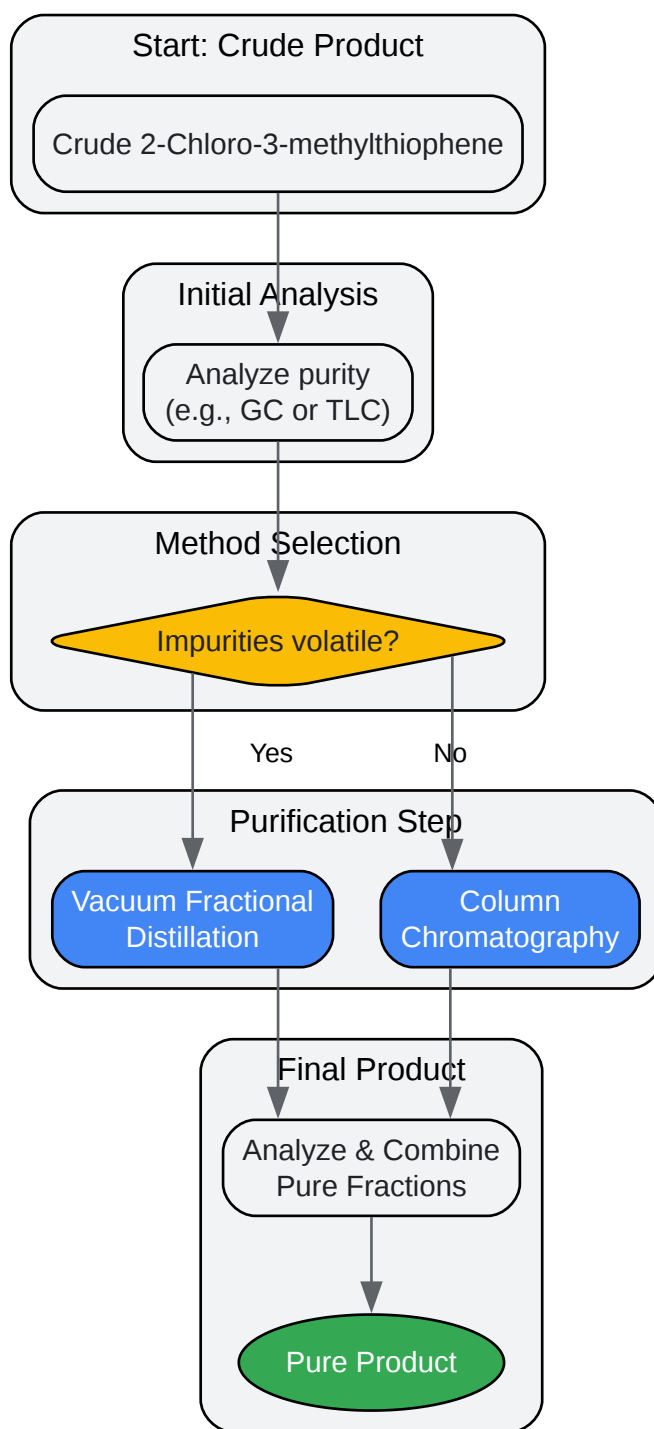 Start: Crude Product
Crude 2-Chloro-3-methylthiophene
Initial Analysis
Analyze purity
(e.g., GC or TLC)
Method Selection
Impurities volatile?
Yes
No
Purification Step
Vacuum Fractional
Distillation
Column
Chromatography
Final Product
Analyze & Combine
Pure Fractions
Pure Product